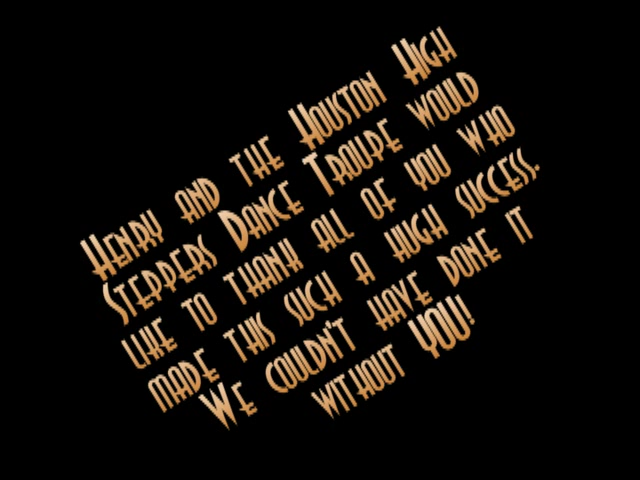 Henry and the Houston High
Steppers Dance Troupe would
like to thank all of you who
made this such a hugh success.
We couldn't have done it
without YOU!